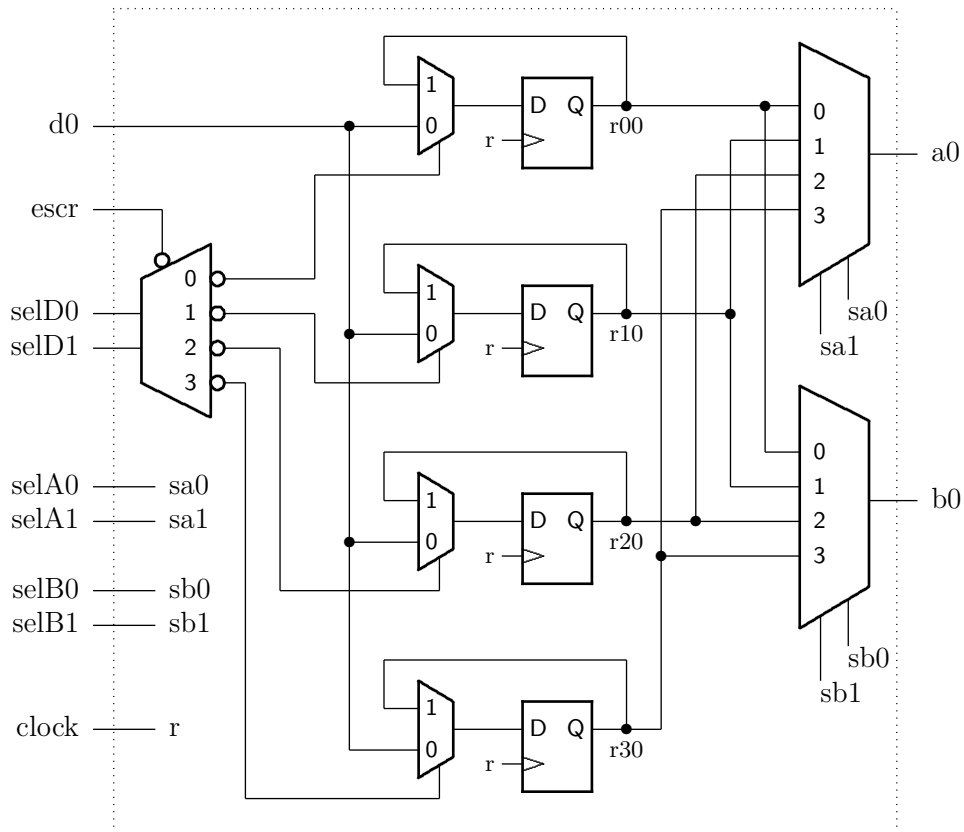 1
D Q
0
r00
d0
r
0
1
2
3
a0
escr
sa0
sa1
0
1
2
3
selD0
selD1
1
0
D Q
r
r10
0
1
2
3
b0
selA0 sa0
selA1 sa1
1
0
D Q
r
r20
selB0 sb0
selB1 sb1
sb0
sb1
clock r
1
0
D Q
r
r30